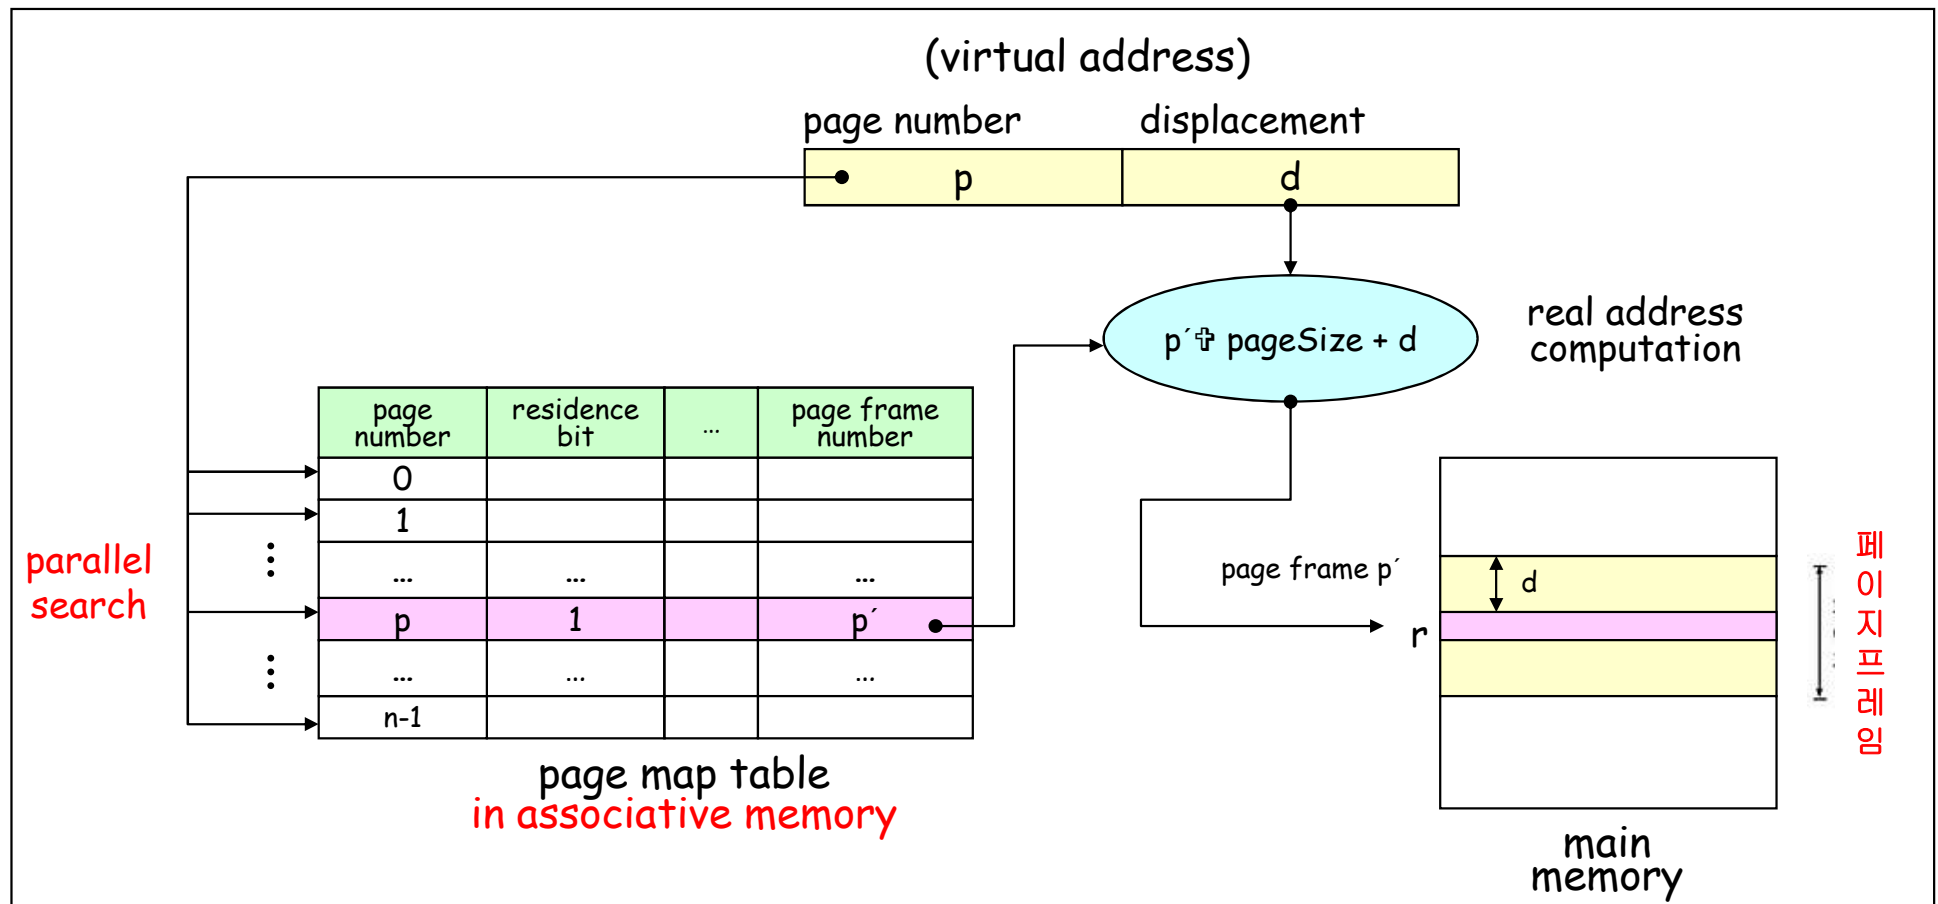 (virtual address)
page number displacement
p d
p´✞ pageSize + d
real address
computation
page number residence bit ... page frame number
0
1
... ... ...
p 1 p´
... ... ...
n-1
parallel
search
page map table
in associative memory
page frame p´
d
r
페이지프레임
main
memory